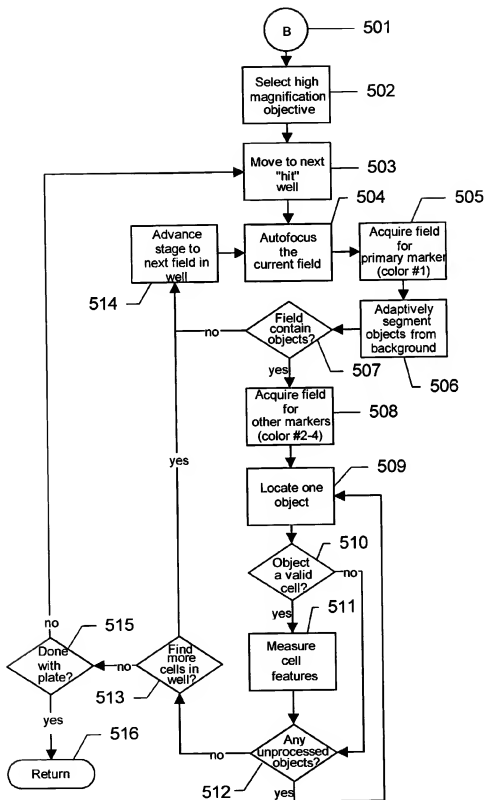 B
501
Select high
magnification
objective
502
Move to next
"hit"
well
503
504
505
Advance
stage to
next field in
well
514
Autofocus
the
current field
Acquire field
for
primary marker
(color #1)
Adaptively
segment
objects from
background
506
Field
contain
objects?
507
no
yes
Acquire field
for
other markers
(color #2-4)
508
509
Locate one
object
510
Object
a valid
cell?
no
yes
511
Measure
cell
features
Any
unprocessed
objects?
512
no
yes
Find
more
cells in
well?
513
yes
no
Done
with
plate?
515
no
yes
516
Return